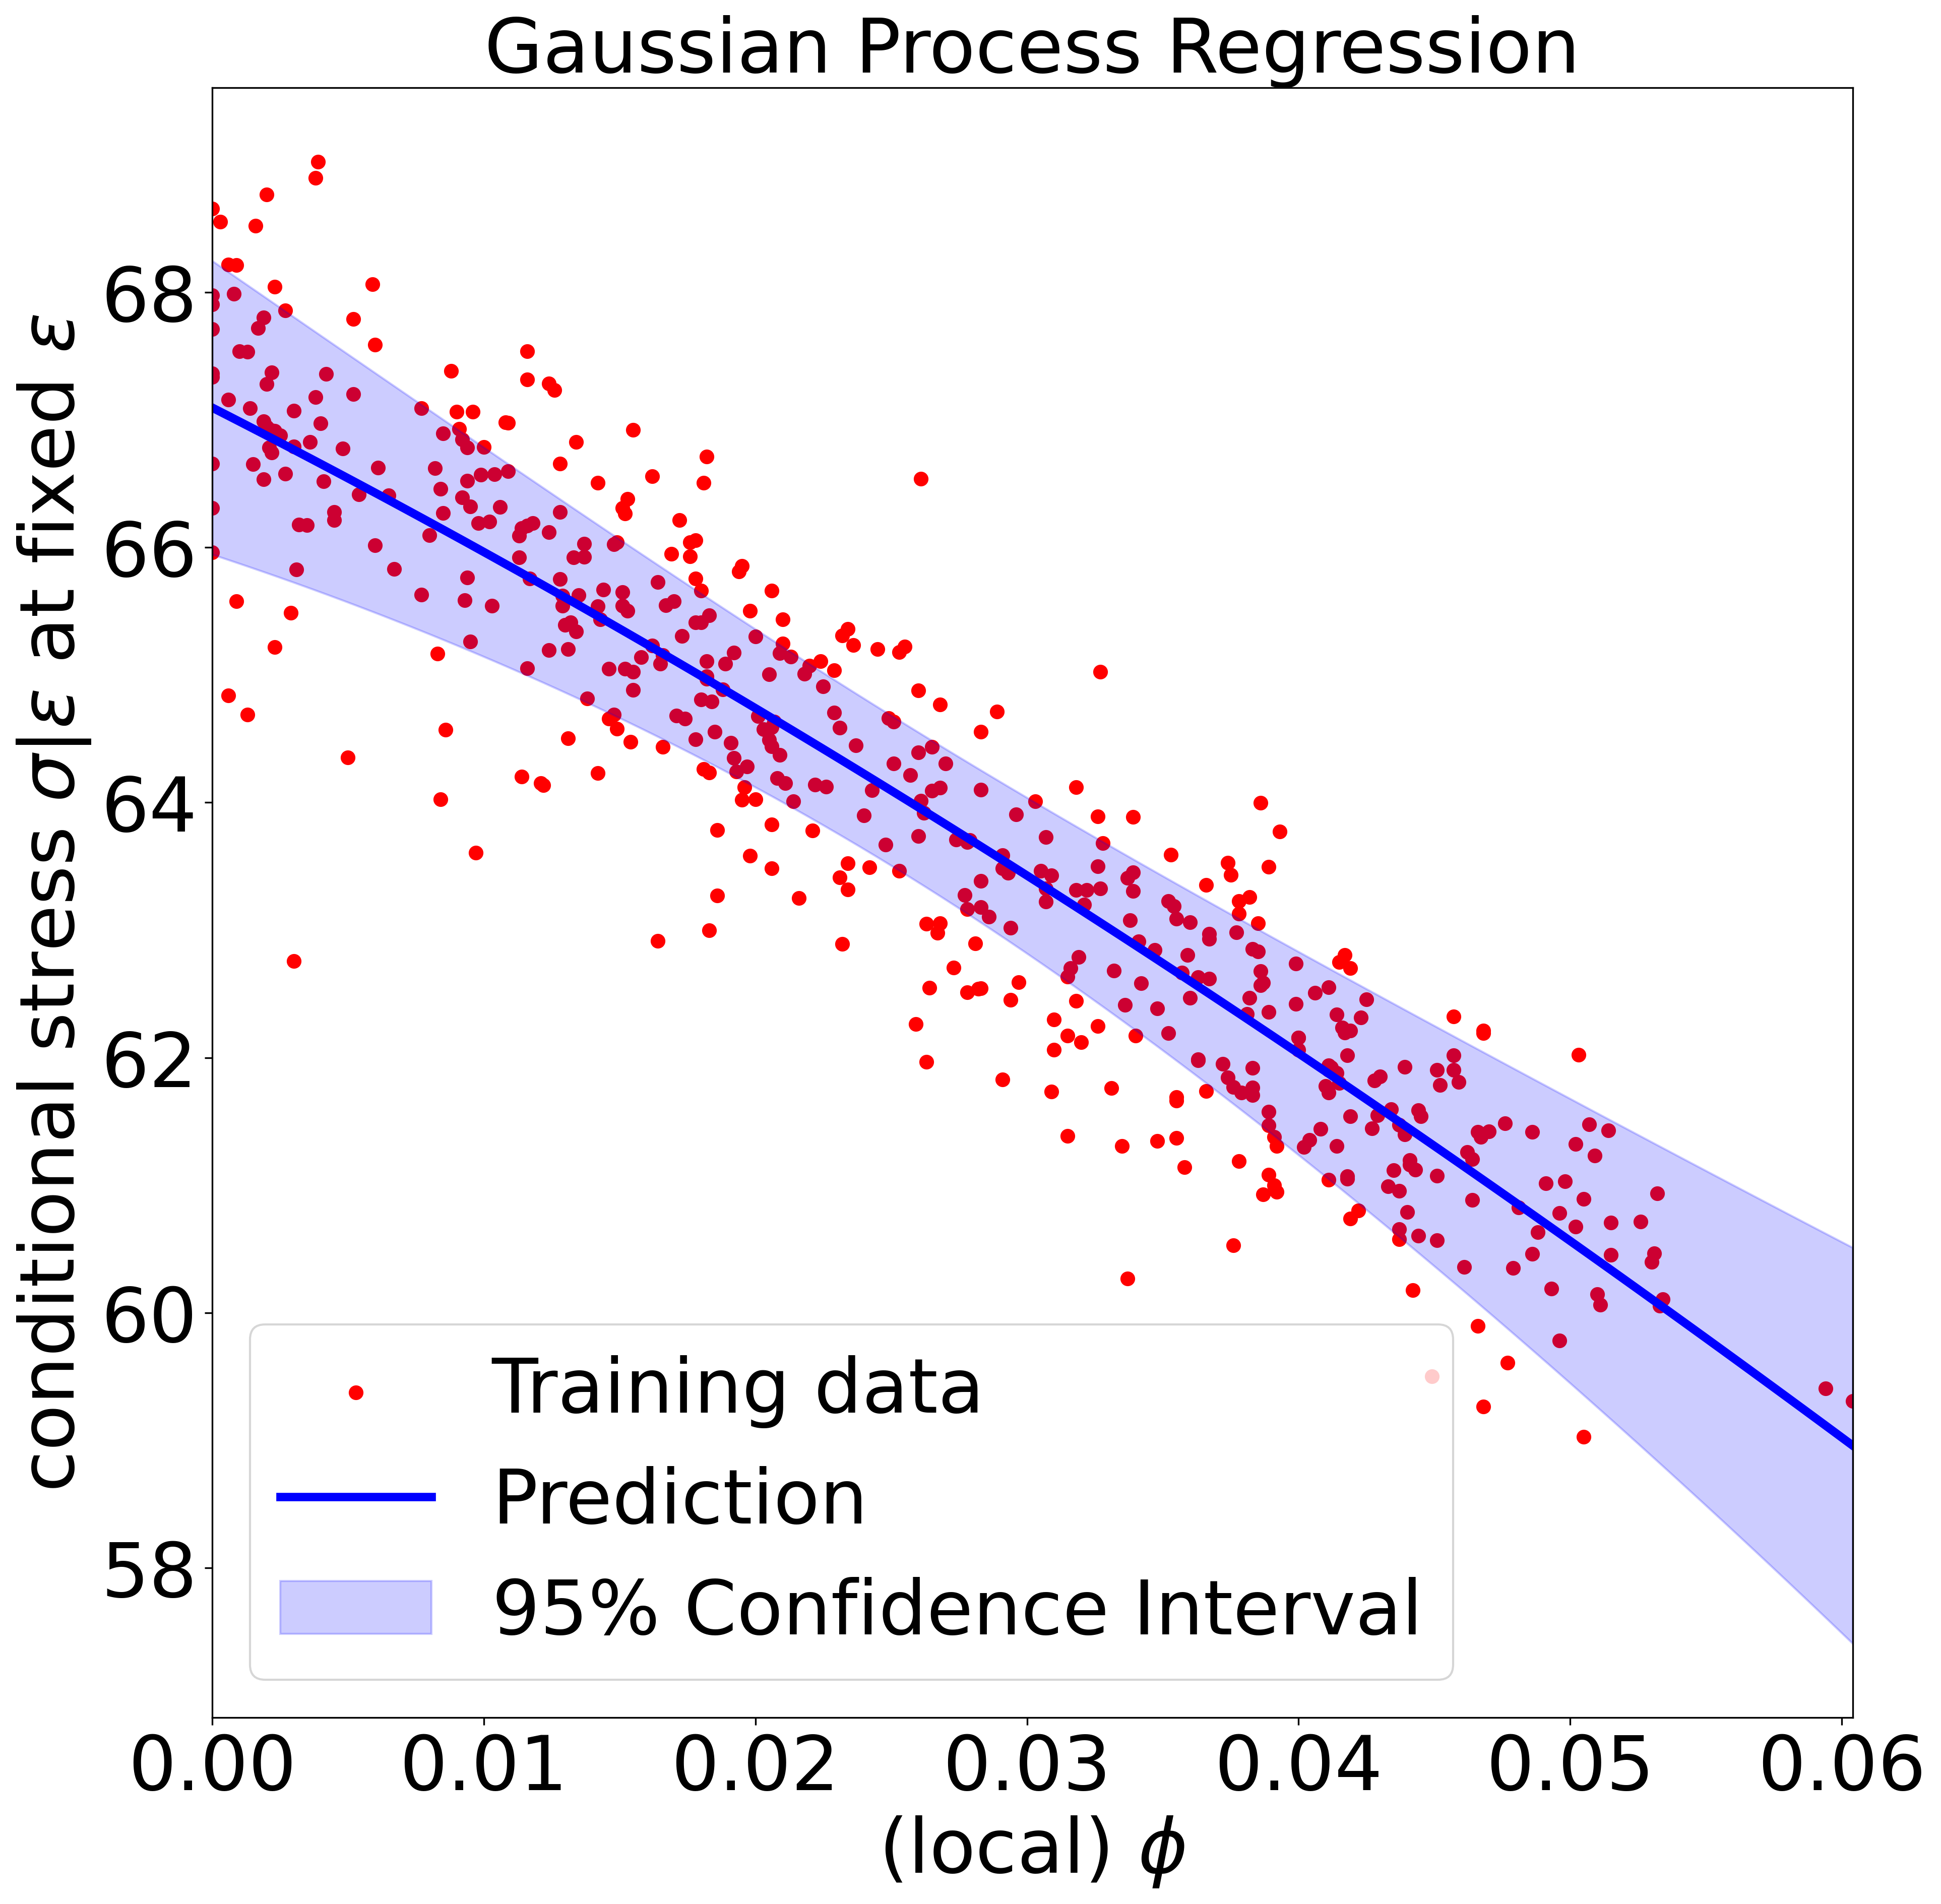 Gaussian Process Regression
conditional stress σ|ε at fixed ε
68
66
64
62
60
58
Training data
Prediction
95% Confidence Interval
0.00 0.01 0.02 0.03 0.04 0.05 0.06
(local) ϕ